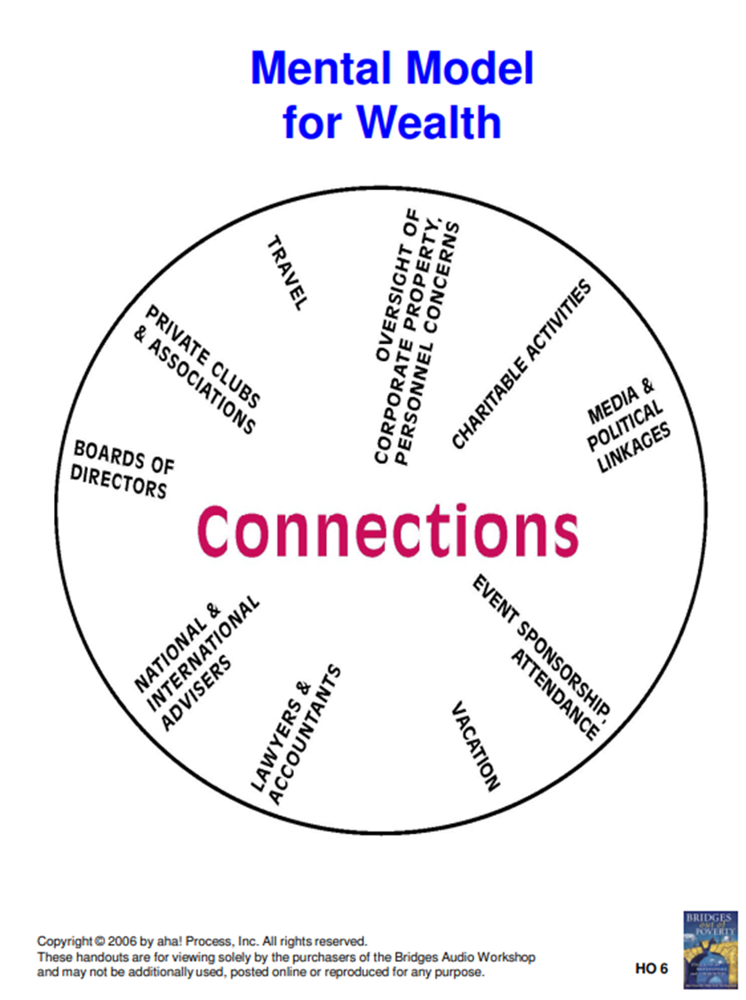 Mental Model
for Wealth
TRAVEL
OVERSIGHT OF
CORPORATE PROPERTY,
PERSONNEL CONCERNS
CHARITABLE ACTIVITIES
PRIVATE CLUBS
& ASSOCIATIONS
MEDIA &
POLITICAL
LINKAGES
BOARDS OF
DIRECTORS
Connections
NATIONAL &
INTERNATIONAL
ADVISERS
LAWYERS &
ACCOUNTANTS
VACATION
EVENT SPONSORSHIP,
ATTENDANCE
Copyright © 2006 by aha! Process, Inc. All rights reserved.
These handouts are for viewing solely by the purchasers of the Bridges Audio Workshop
and may not be additionally used, posted online or reproduced for any purpose.
HO 6
BRIDGES
out of
POVERTY